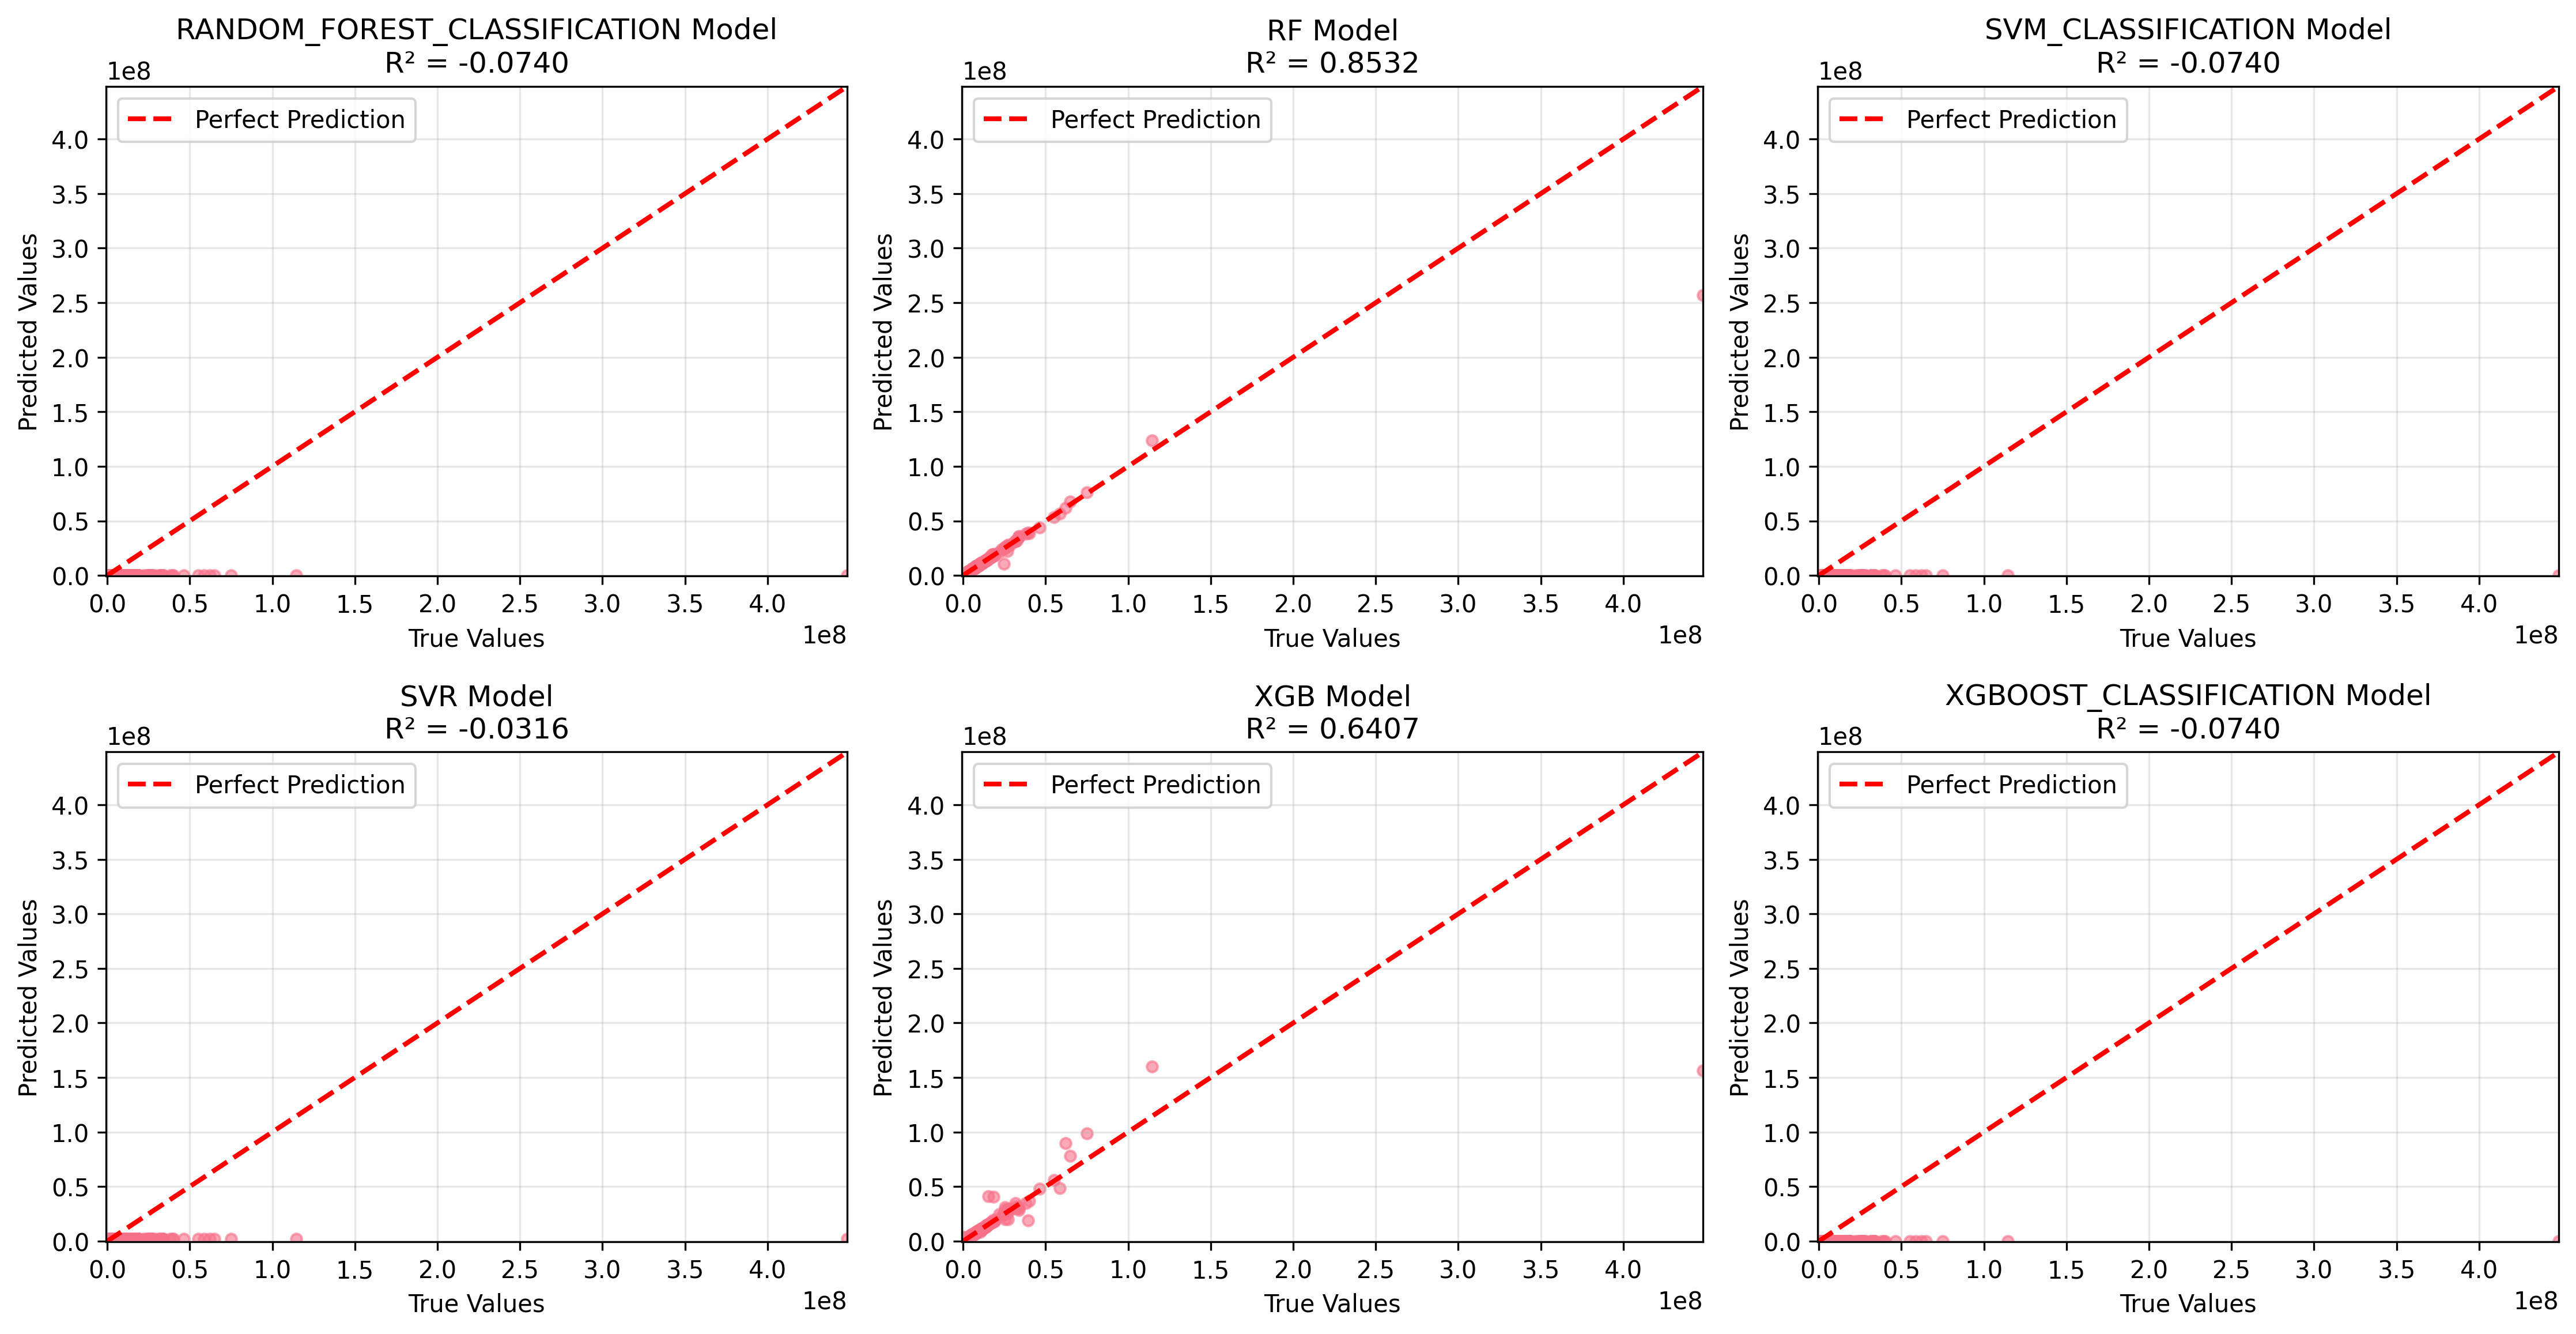 RANDOM_FOREST_CLASSIFICATION Model
R² = -0.0740
1e8
Perfect Prediction
4.0
3.5
3.0
2.5
2.0
1.5
1.0
0.5
0.0
Predicted Values
0.0 0.5 1.0 1.5 2.0 2.5 3.0 3.5 4.0
True Values
1e8
RF Model
R² = 0.8532
1e8
Perfect Prediction
4.0
3.5
3.0
2.5
2.0
1.5
1.0
0.5
0.0
Predicted Values
0.0 0.5 1.0 1.5 2.0 2.5 3.0 3.5 4.0
True Values
1e8
SVM_CLASSIFICATION Model
R² = -0.0740
1e8
Perfect Prediction
4.0
3.5
3.0
2.5
2.0
1.5
1.0
0.5
0.0
Predicted Values
0.0 0.5 1.0 1.5 2.0 2.5 3.0 3.5 4.0
True Values
1e8
SVR Model
R² = -0.0316
1e8
Perfect Prediction
4.0
3.5
3.0
2.5
2.0
1.5
1.0
0.5
0.0
Predicted Values
0.0 0.5 1.0 1.5 2.0 2.5 3.0 3.5 4.0
True Values
1e8
XGB Model
R² = 0.6407
1e8
Perfect Prediction
4.0
3.5
3.0
2.5
2.0
1.5
1.0
0.5
0.0
Predicted Values
0.0 0.5 1.0 1.5 2.0 2.5 3.0 3.5 4.0
True Values
1e8
XGBOOST_CLASSIFICATION Model
R² = -0.0740
1e8
Perfect Prediction
4.0
3.5
3.0
2.5
2.0
1.5
1.0
0.5
0.0
Predicted Values
0.0 0.5 1.0 1.5 2.0 2.5 3.0 3.5 4.0
True Values
1e8